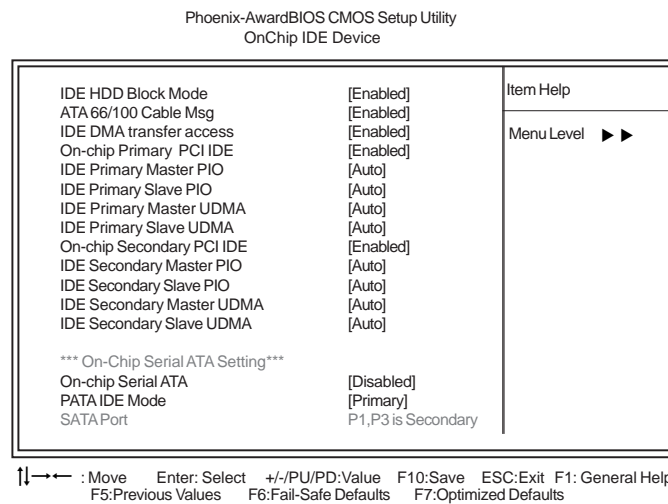 Phoenix-AwardBIOS CMOS Setup Utility
OnChip IDE Device
IDE HDD Block Mode [Enabled]
ATA 66/100 Cable Msg [Enabled]
IDE DMA transfer access [Enabled]
On-chip Primary PCI IDE [Enabled]
IDE Primary Master PIO [Auto]
IDE Primary Slave PIO [Auto]
IDE Primary Master UDMA [Auto]
IDE Primary Slave UDMA [Auto]
On-chip Secondary PCI IDE [Enabled]
IDE Secondary Master PIO [Auto]
IDE Secondary Slave PIO [Auto]
IDE Secondary Master UDMA [Auto]
IDE Secondary Slave UDMA [Auto]
*** On-Chip Serial ATA Setting***
On-chip Serial ATA [Disabled]
PATA IDE Mode [Primary]
SATA Port P1,P3 is Secondary
Item Help
Menu Level ▶ ▶
↑↓→← : Move Enter: Select +/-/PU/PD:Value F10:Save ESC:Exit F1: General Help
F5:Previous Values F6:Fail-Safe Defaults F7:Optimized Defaults